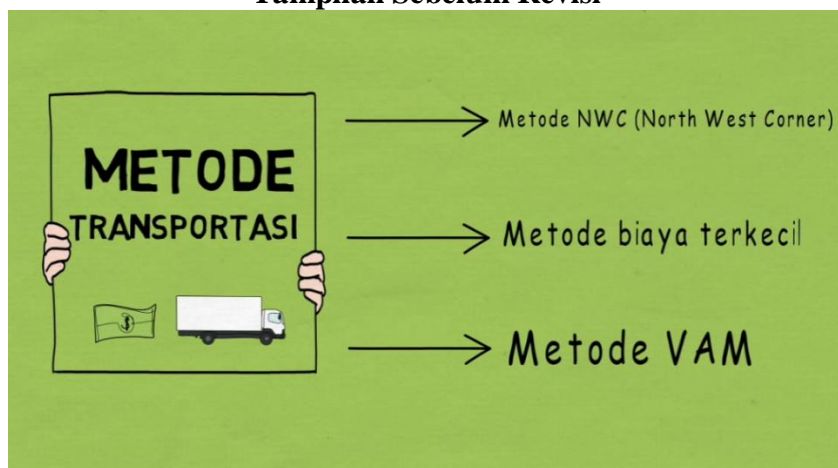 Tampilan Sebelum Revisi
METODE
TRANSPORTASI
$
Metode NWC (North West Corner)
Metode biaya terkecil
Metode VAM